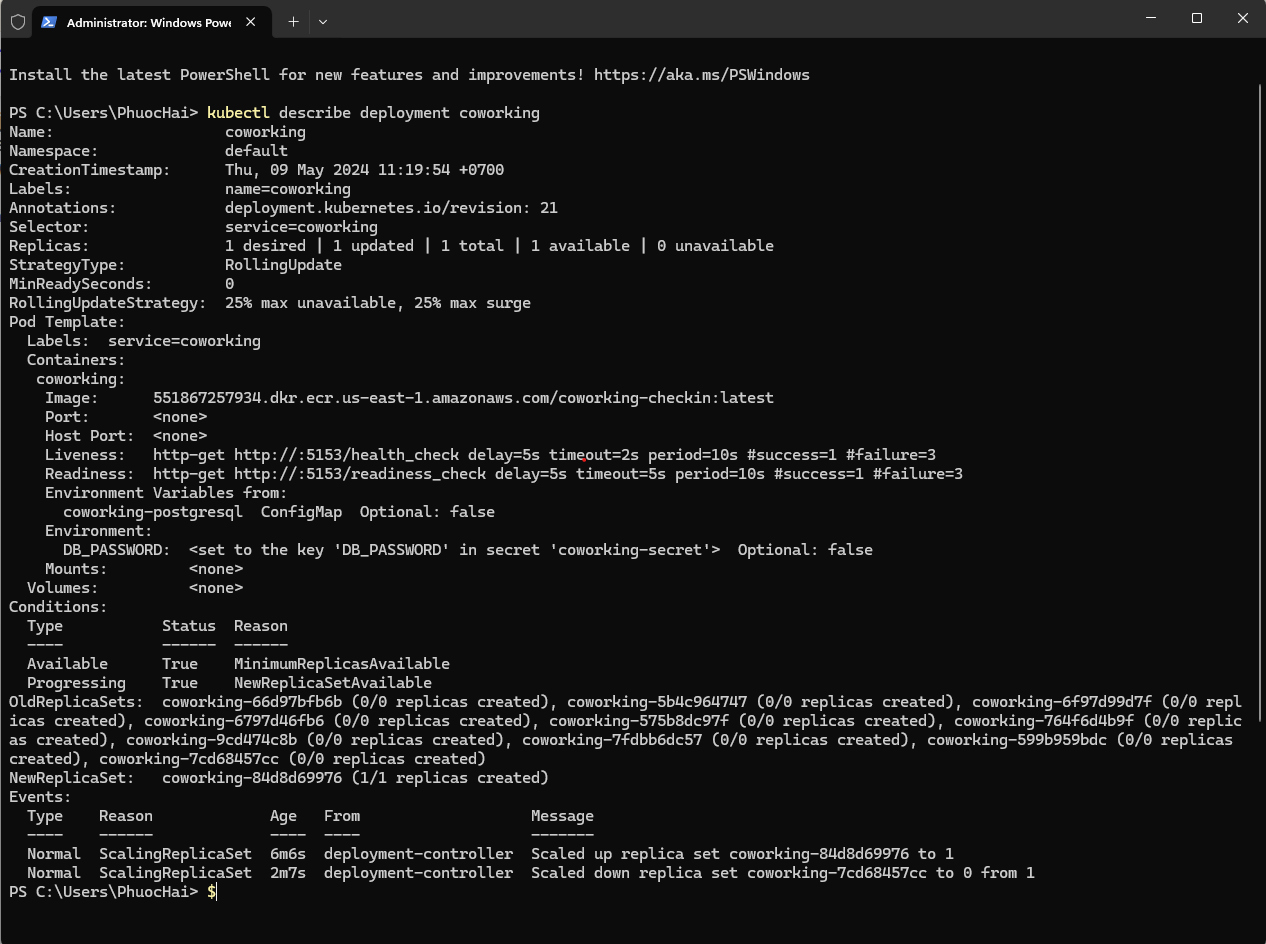 Administrator: Windows Powe
Install the latest PowerShell for new features and improvements! https://aka.ms/PSWindows
PS C:\Users\PhuocHai> kubectl describe deployment coworking
Name:                   coworking
Namespace:              default
CreationTimestamp:      Thu, 09 May 2024 11:19:54 +0700
Labels:                 name=coworking
Annotations:            deployment.kubernetes.io/revision: 21
Selector:               service=coworking
Replicas:               1 desired | 1 updated | 1 total | 1 available | 0 unavailable
StrategyType:           RollingUpdate
MinReadySeconds:        0
RollingUpdateStrategy:  25% max unavailable, 25% max surge
Pod Template:
  Labels:  service=coworking
  Containers:
   coworking:
    Image:      551867257934.dkr.ecr.us-east-1.amazonaws.com/coworking-checkin:latest
    Port:       <none>
    Host Port:  <none>
    Liveness:   http-get http://:5153/health_check delay=5s timeout=2s period=10s #success=1 #failure=3
    Readiness:  http-get http://:5153/readiness_check delay=5s timeout=5s period=10s #success=1 #failure=3
    Environment Variables from:
      coworking-postgresql  ConfigMap  Optional: false
    Environment:
      DB_PASSWORD:  <set to the key 'DB_PASSWORD' in secret 'coworking-secret'>  Optional: false
    Mounts:         <none>
  Volumes:          <none>
Conditions:
  Type           Status  Reason
  ----           ------  ------
  Available      True    MinimumReplicasAvailable
  Progressing    True    NewReplicaSetAvailable
OldReplicaSets:  coworking-66d97bfb6b (0/0 replicas created), coworking-5b4c964747 (0/0 replicas created), coworking-6f97d99d7f (0/0 repl
icas created), coworking-6797d46fb6 (0/0 replicas created), coworking-575b8dc97f (0/0 replicas created), coworking-764f6d4b9f (0/0 replic
as created), coworking-9cd474c8b (0/0 replicas created), coworking-7fdbb6dc57 (0/0 replicas created), coworking-599b959bdc (0/0 replicas
created), coworking-7cd68457cc (0/0 replicas created)
NewReplicaSet:   coworking-84d8d69976 (1/1 replicas created)
Events:
  Type    Reason             Age   From                   Message
  ----    ------             ----  ----                   -------
  Normal  ScalingReplicaSet  6m6s  deployment-controller  Scaled up replica set coworking-84d8d69976 to 1
  Normal  ScalingReplicaSet  2m7s  deployment-controller  Scaled down replica set coworking-7cd68457cc to 0 from 1
PS C:\Users\PhuocHai> $